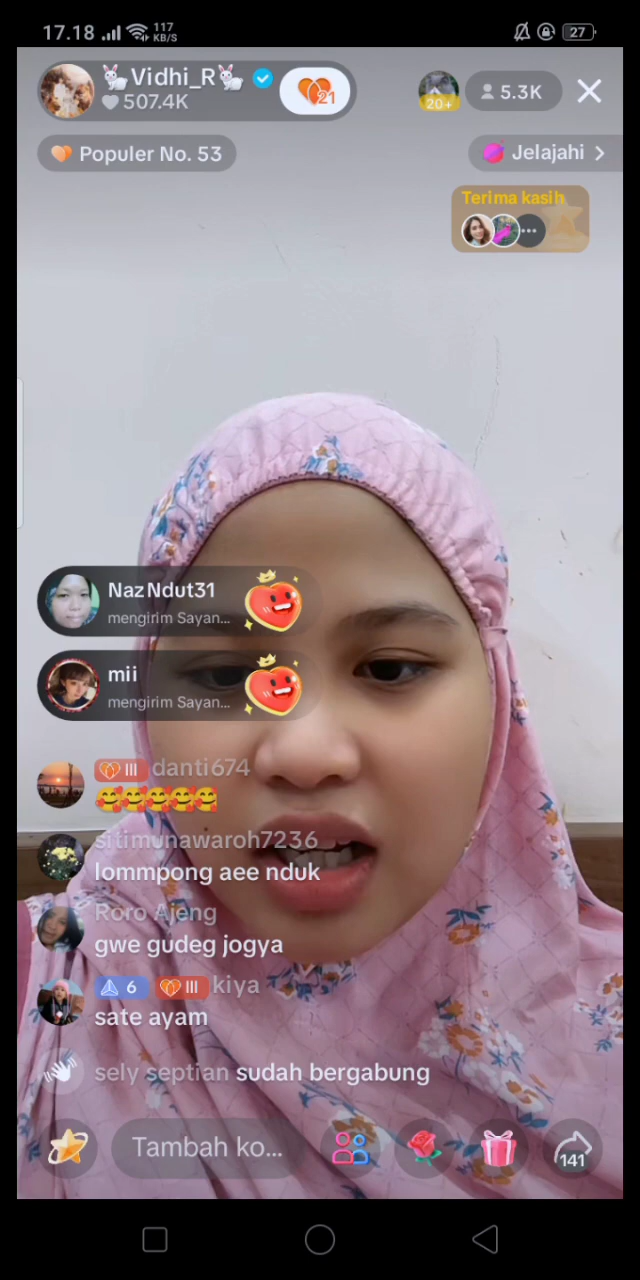 17.18
117
KB/S
27
Vidhi_R
507.4K
21
20+
5.3K
Populer No. 53
Jelajahi
Terima kasih
NazNdut31
mengirim Sayan...
mii
mengirim Sayan...
III danti674
sitimunawaroh7236
lommpong aee nduk
Roro Ajeng
gwe gudeg jogya
6 III kiya
sate ayam
sely septian sudah bergabung
Tambah ko...
141